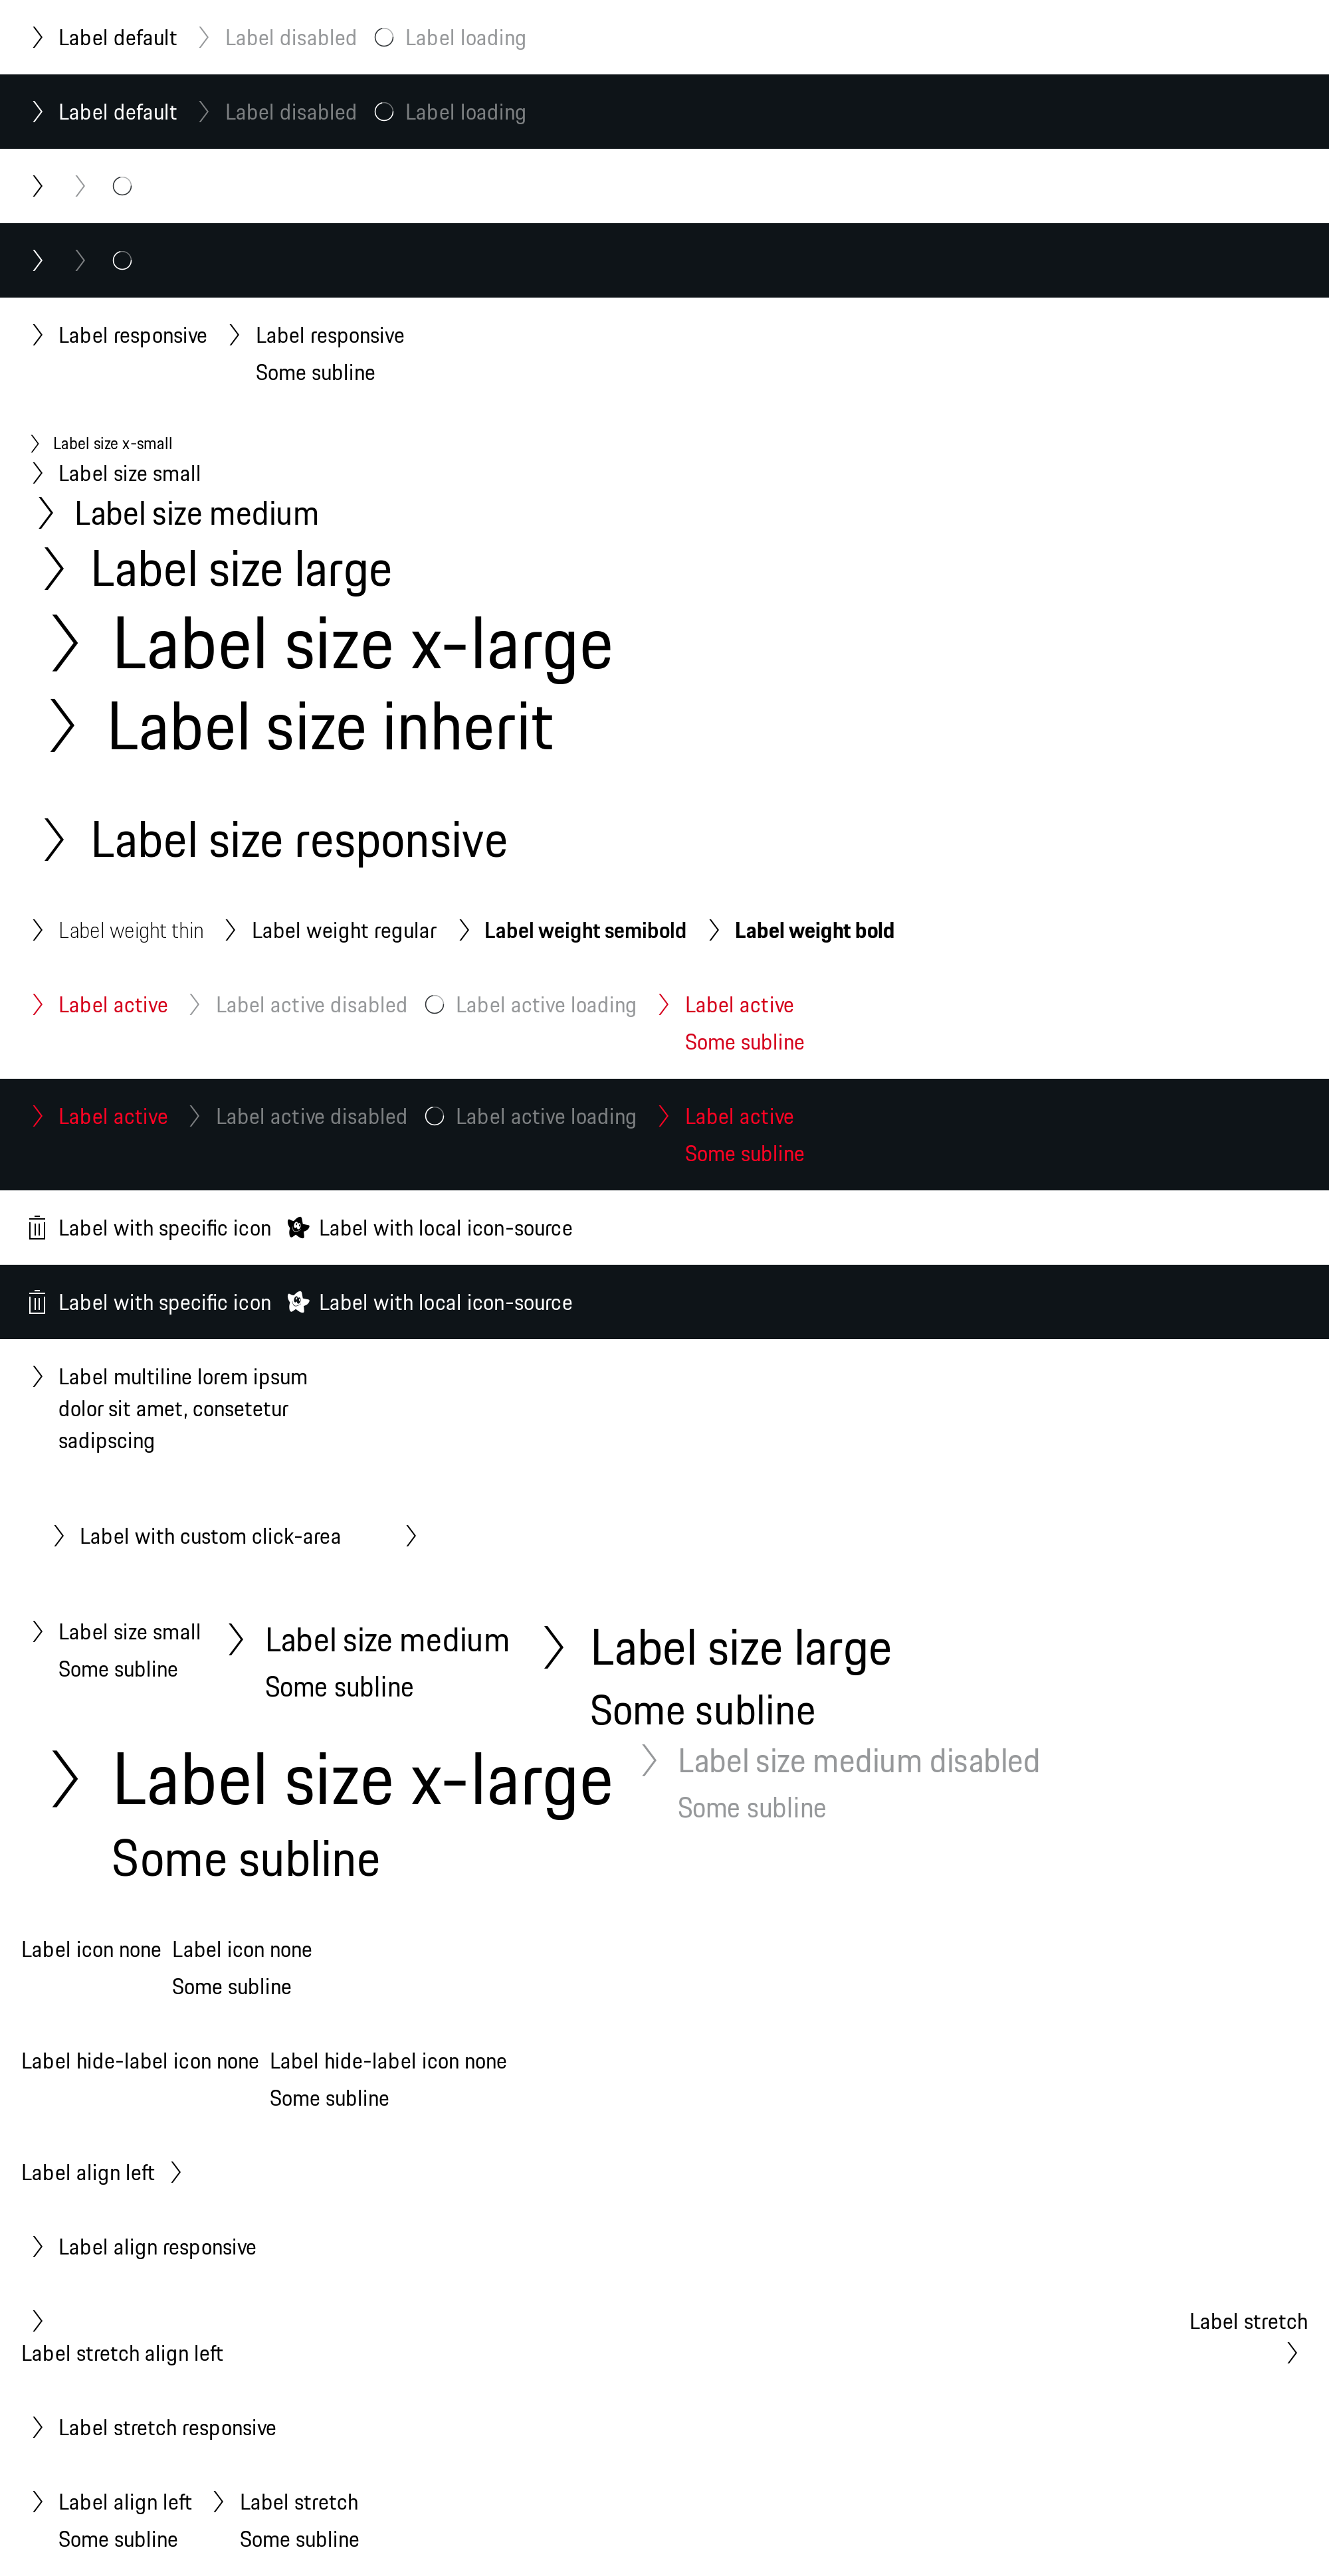 Label default Label disabled Label loading
Label default Label disabled Label loading
Label responsive Label responsive
Some subline
Label size x-small
Label size small
Label size medium
Label size large
Label size x-large
Label size inherit
Label size responsive
Label weight thin Label weight regular Label weight semibold Label weight bold
Label active Label active disabled Label active loading Label active
Some subline
Label active Label active disabled Label active loading Label active
Some subline
Label with specific icon Label with local icon-source
Label with specific icon Label with local icon-source
Label multiline lorem ipsum
dolor sit amet, consetetur
sadipscing
Label with custom click-area
Label size small Label size medium Label size large
Some subline Some subline Some subline
Label size x-large Label size medium disabled
Some subline Some subline
Label icon none Label icon none
Some subline
Label hide-label icon none Label hide-label icon none
Some subline
Label align left
Label align responsive
Label stretch
Label stretch align left
Label stretch responsive
Label align left Label stretch
Some subline Some subline